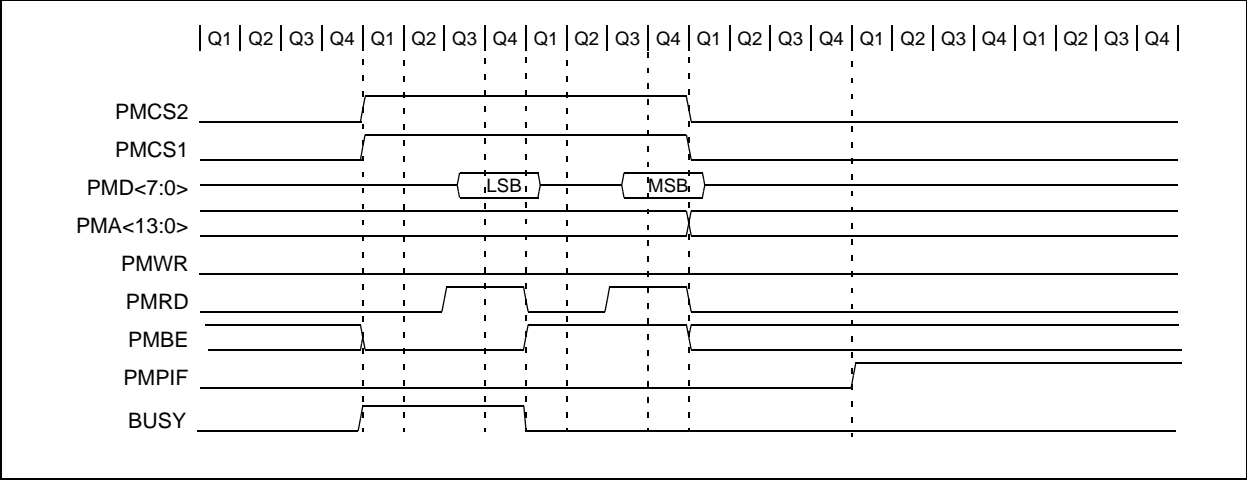 Q1 Q2 Q3 Q4 Q1 Q2 Q3 Q4 Q1 Q2 Q3 Q4 Q1 Q2 Q3 Q4 Q1 Q2 Q3 Q4 Q1 Q2 Q3 Q4
PMCS2
PMCS1
PMD<7:0> LSB MSB
PMA<13:0>
PMWR
PMRD
PMBE
PMPIF
BUSY